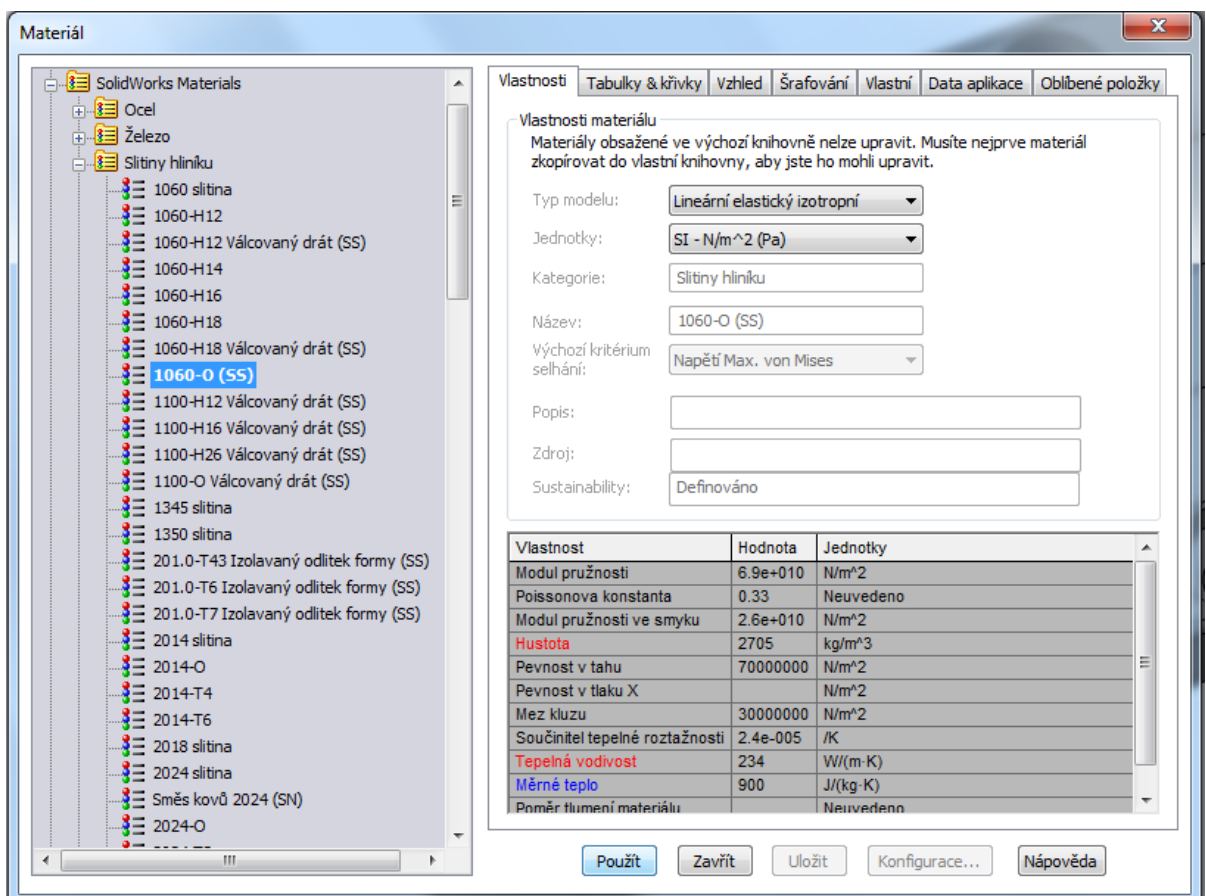 Materiál
SolidWorks Materials
Ocel
Železo
Slitiny hliníku
1060 slitina
1060-H12
1060-H12 Válcovaný drát (SS)
1060-H14
1060-H16
1060-H18
1060-H18 Válcovaný drát (SS)
1060-O (SS)
1100-H12 Válcovaný drát (SS)
1100-H16 Válcovaný drát (SS)
1100-H26 Válcovaný drát (SS)
1100-O Válcovaný drát (SS)
1345 slitina
1350 slitina
201.0-T43 Izolavaný odlitek formy (SS)
201.0-T6 Izolavaný odlitek formy (SS)
201.0-T7 Izolavaný odlitek formy (SS)
2014 slitina
2014-O
2014-T4
2014-T6
2018 slitina
2024 slitina
Směs kovů 2024 (SN)
2024-O
Vlastnosti Tabulky & křivky Vzhled Šrafování Vlastní Data aplikace Oblíbené položky
Vlastnosti materiálu
Materiály obsažené ve výchozí knihovně nelze upravit. Musíte nejprve materiál
zkopírovat do vlastní knihovny, aby jste ho mohli upravit.
Typ modelu: Lineární elastický izotropní
Jednotky: SI - N/m^2 (Pa)
Kategorie: Slitiny hliníku
Název: 1060-O (SS)
Výchozí kritérium
selhání: Napětí Max. von Mises
Popis:
Zdroj:
Sustainability: Definováno
Vlastnost Hodnota Jednotky
Modul pružnosti 6.9e+010 N/m^2
Poissonova konstanta 0.33 Neuvedeno
Modul pružnosti ve smyku 2.6e+010 N/m^2
Hustota 2705 kg/m^3
Pevnost v tahu 70000000 N/m^2
Pevnost v tlaku X N/m^2
Mez kluzu 30000000 N/m^2
Součinitel tepelné roztažnosti 2.4e-005 /K
Tepelná vodivost 234 W/(m·K)
Měrné teplo 900 J/(kg·K)
Poměr tlumení materiálu Neuvedeno
Použít Zavřít Uložit Konfigurace... Nápověda